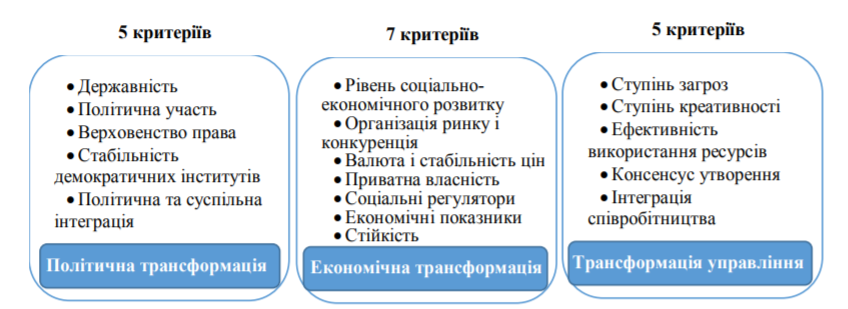 5 критеріїв
• Державність
• Політична участь
• Верховенство права
• Стабільність
демократичних інститутів
• Політична та суспільна
інтеграція
Політична трансформація
7 критеріїв
• Рівень соціально-
економічного розвитку
• Організація ринку і
конкуренція
• Валюта і стабільність цін
• Приватна власність
• Соціальні регулятори
• Економічні показники
• Стійкість
Економічна трансформація
5 критеріїв
• Ступінь загроз
• Ступінь креативності
• Ефективність
використання ресурсів
• Консенсус утворення
• Інтеграція
співробітництва
Трансформація управління